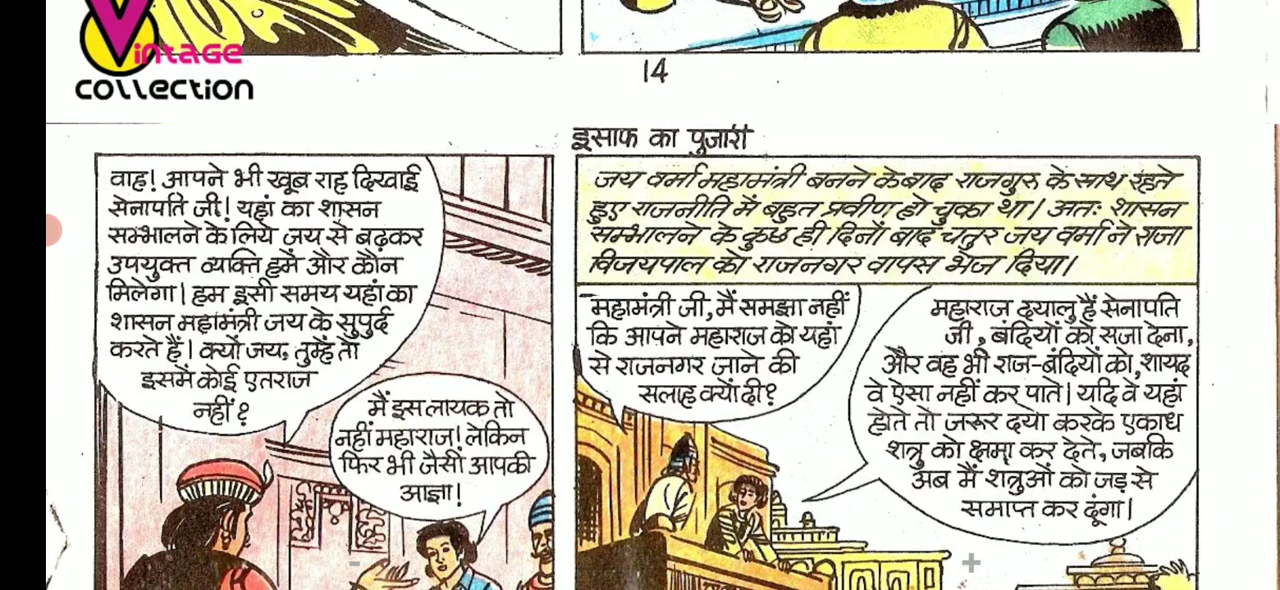 Vintage
collection
14
इंसाफ का पुजारी
वाह! आपने भी खूब राह दिखाई
सेनापति जी! यहां का शासन
सम्भालने के लिये जय से बढ़कर
उपयुक्त व्यक्ति हमें और कौन
मिलेगा। हम इसी समय यहां का
शासन महामंत्री जय के सुपुर्द
करते हैं। क्यों जय, तुम्हें तो
इसमें कोई एतराज
नहीं?
मैं इस लायक तो
नहीं महाराज! लेकिन
फिर भी जैसी आपकी
आज्ञा!
जय वर्मा महामंत्री बनने के बाद राजगुरु के साथ रहते
हुए राजनीति में बहुत प्रवीण हो चुका था। अतः शासन
सम्भालने के कुछ ही दिनों बाद चतुर जय वर्मा ने राजा
विजयपाल को राजनगर वापस भेज दिया।
महामंत्री जी, मैं समझा नहीं
कि आपने महाराज को यहां
से राजनगर जाने की
सलाह क्यों दी?
महाराज दयालु हैं सेनापति
जी, बंदियों को सजा देना,
और वह भी राज-बंदियों को, शायद
वे ऐसा नहीं कर पाते। यदि वे यहां
होते तो जरूर दया करके एकाध
शत्रु को क्षमा कर देते, जबकि
अब मैं शत्रुओं को जड़ से
समाप्त कर दूंगा।